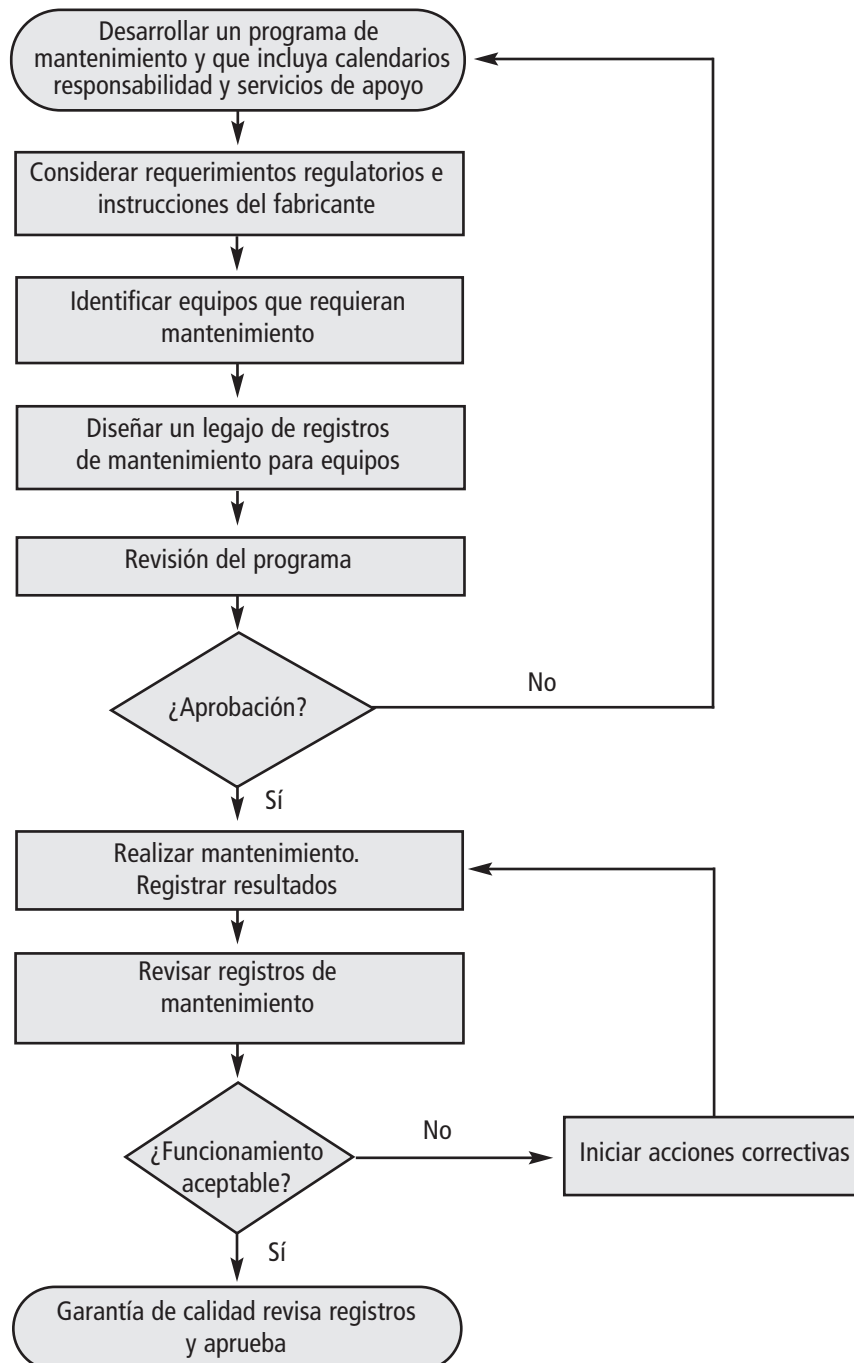 Desarrollar un programa de
mantenimiento y que incluya calendarios
responsabilidad y servicios de apoyo
Considerar requerimientos regulatorios e
instrucciones del fabricante
Identificar equipos que requieran
mantenimiento
Diseñar un legajo de registros
de mantenimiento para equipos
Revisión del programa
¿Aprobación?
No
Sí
Realizar mantenimiento.
Registrar resultados
Revisar registros de
mantenimiento
¿Funcionamiento
aceptable?
No
Iniciar acciones correctivas
Sí
Garantía de calidad revisa registros
y aprueba